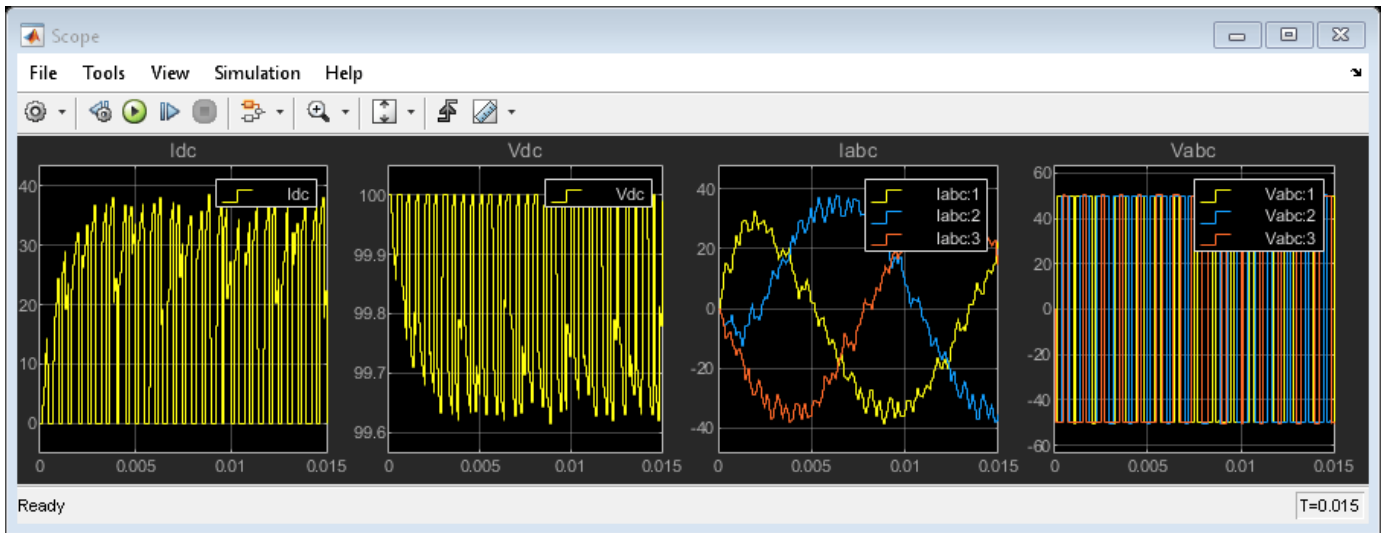 Scope
File Tools View Simulation Help
Idc
Idc
40
30
20
10
0
0 0.005 0.01 0.015
Vdc
Vdc
100
99.9
99.8
99.7
99.6
0 0.005 0.01 0.015
Iabc
Iabc:1
Iabc:2
Iabc:3
40
20
0
-20
-40
0 0.005 0.01 0.015
Vabc
Vabc:1
Vabc:2
Vabc:3
60
40
20
0
-20
-40
-60
0 0.005 0.01 0.015
Ready T=0.015